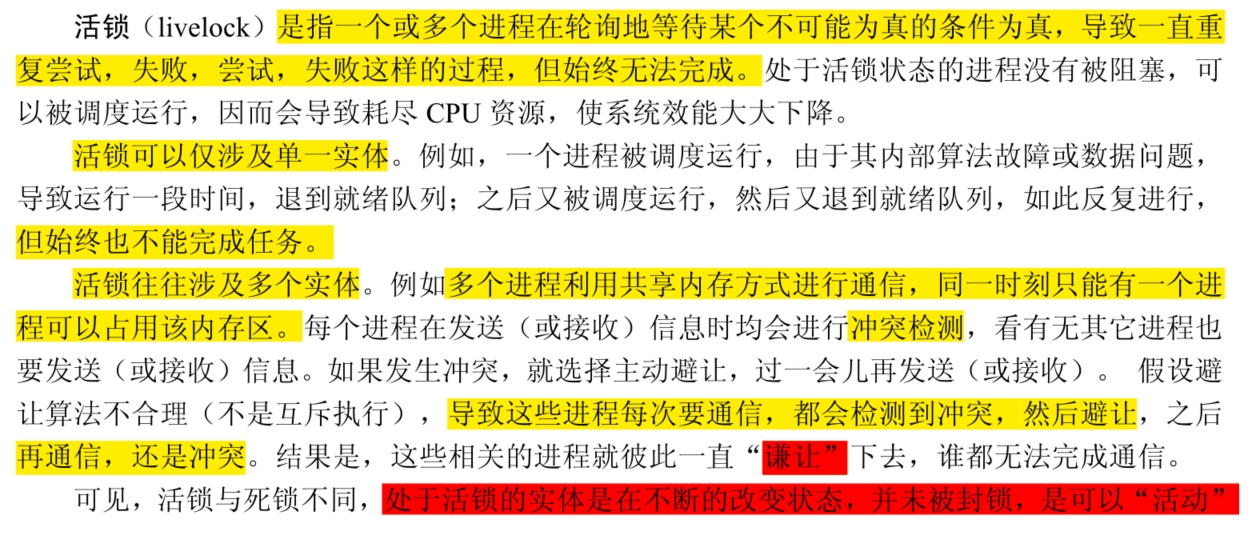 活锁（livelock）是指一个或多个进程在轮询地等待某个不可能为真的条件为真，导致一直重
复尝试，失败，尝试，失败这样的过程，但始终无法完成。处于活锁状态的进程没有被阻塞，可
以被调度运行，因而会导致耗尽 CPU 资源，使系统效能大大下降。
活锁可以仅涉及单一实体。例如，一个进程被调度运行，由于其内部算法故障或数据问题，
导致运行一段时间，退到就绪队列；之后又被调度运行，然后又退到就绪队列，如此反复进行，
但始终也不能完成任务。
活锁往往涉及多个实体。例如多个进程利用共享内存方式进行通信，同一时刻只能有一个进
程可以占用该内存区。每个进程在发送（或接收）信息时均会进行冲突检测，看有无其它进程也
要发送（或接收）信息。如果发生冲突，就选择主动避让，过一会儿再发送（或接收）。 假设避
让算法不合理（不是互斥执行），导致这些进程每次要通信，都会检测到冲突，然后避让，之后
再通信，还是冲突。结果是，这些相关的进程就彼此一直“谦让”下去，谁都无法完成通信。
可见，活锁与死锁不同，处于活锁的实体是在不断的改变状态，并未被封锁，是可以“活动”